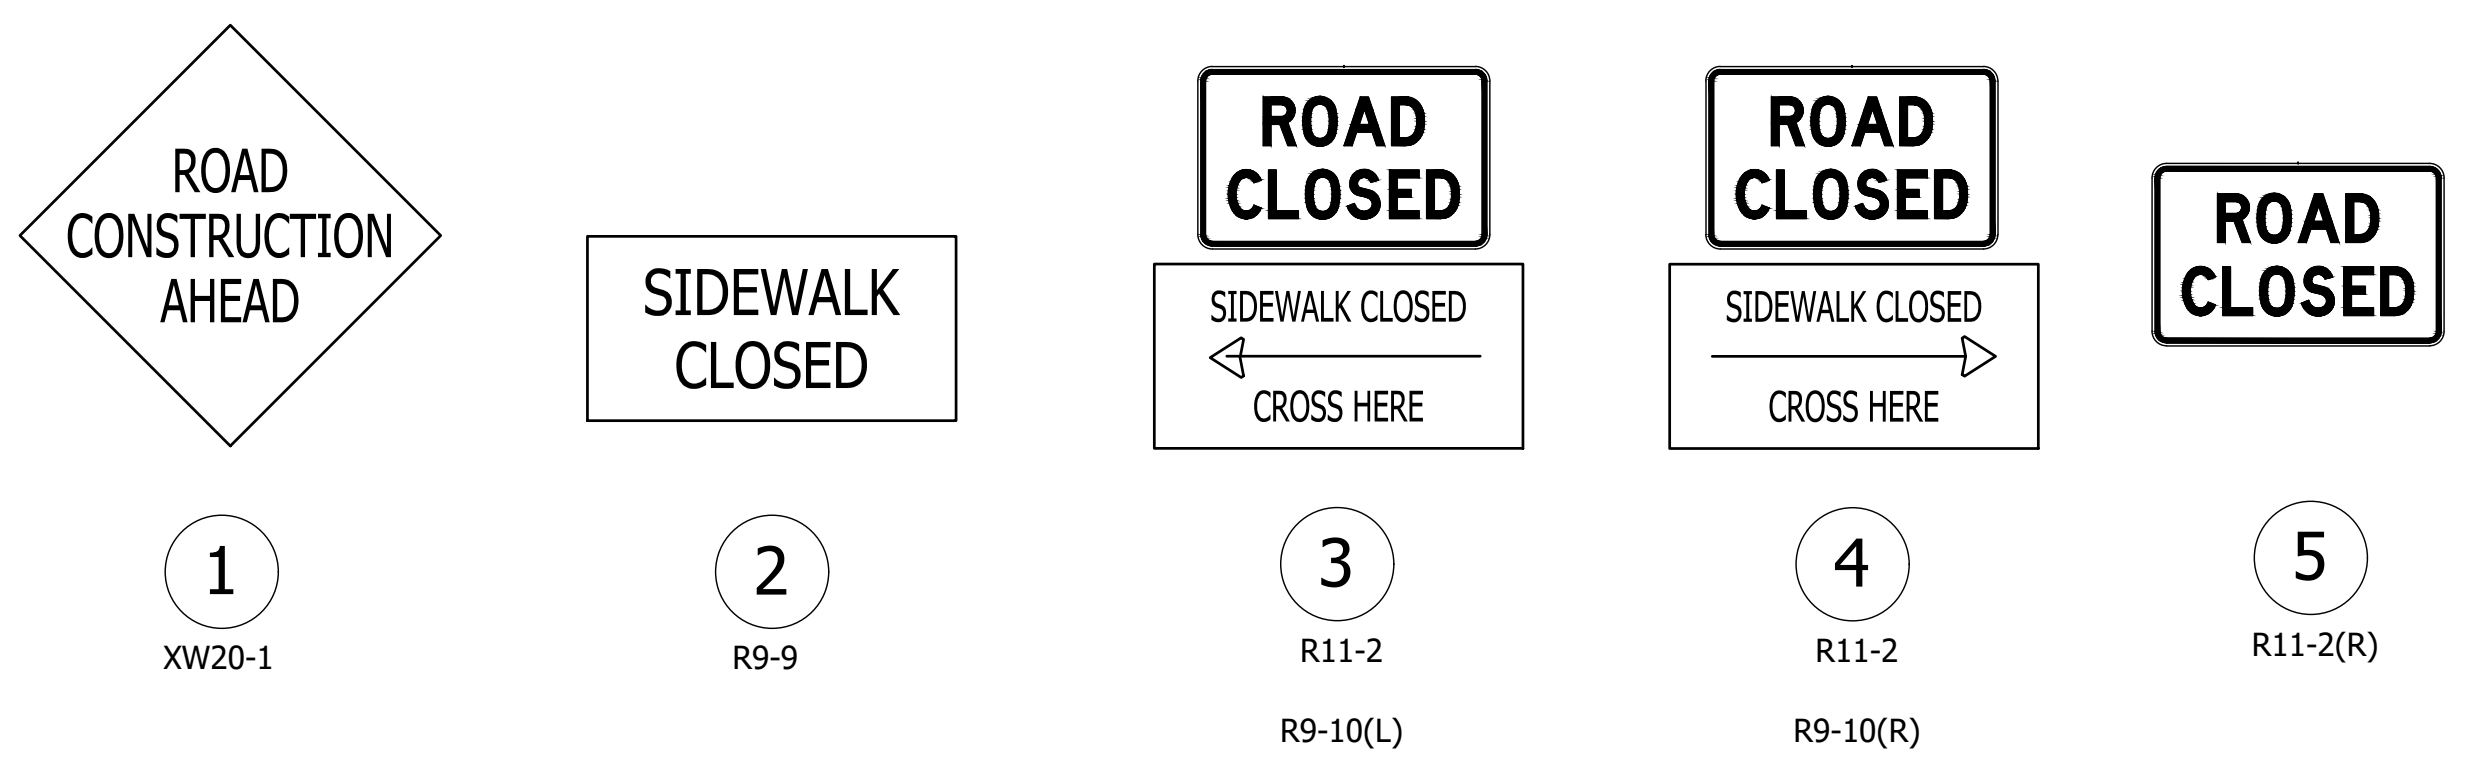 ROAD
CONSTRUCTION
AHEAD
1
XW20-1
SIDEWALK
CLOSED
2
R9-9
ROAD
CLOSED
SIDEWALK CLOSED
CROSS HERE
3
R11-2
R9-10(L)
ROAD
CLOSED
SIDEWALK CLOSED
CROSS HERE
4
R11-2
R9-10(R)
ROAD
CLOSED
5
R11-2(R)